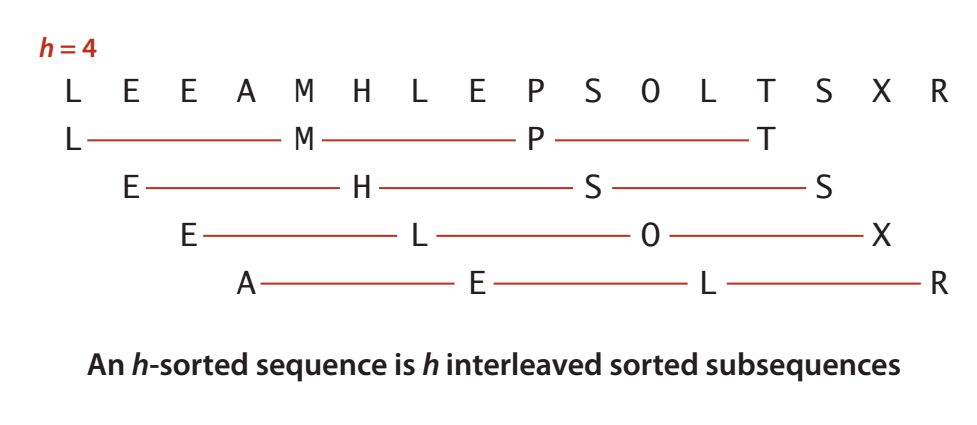 h = 4
L E E A M H L E P S O L T S X R
L M P T
E H S S
E L O X
A E L R
An h-sorted sequence is h interleaved sorted subsequences